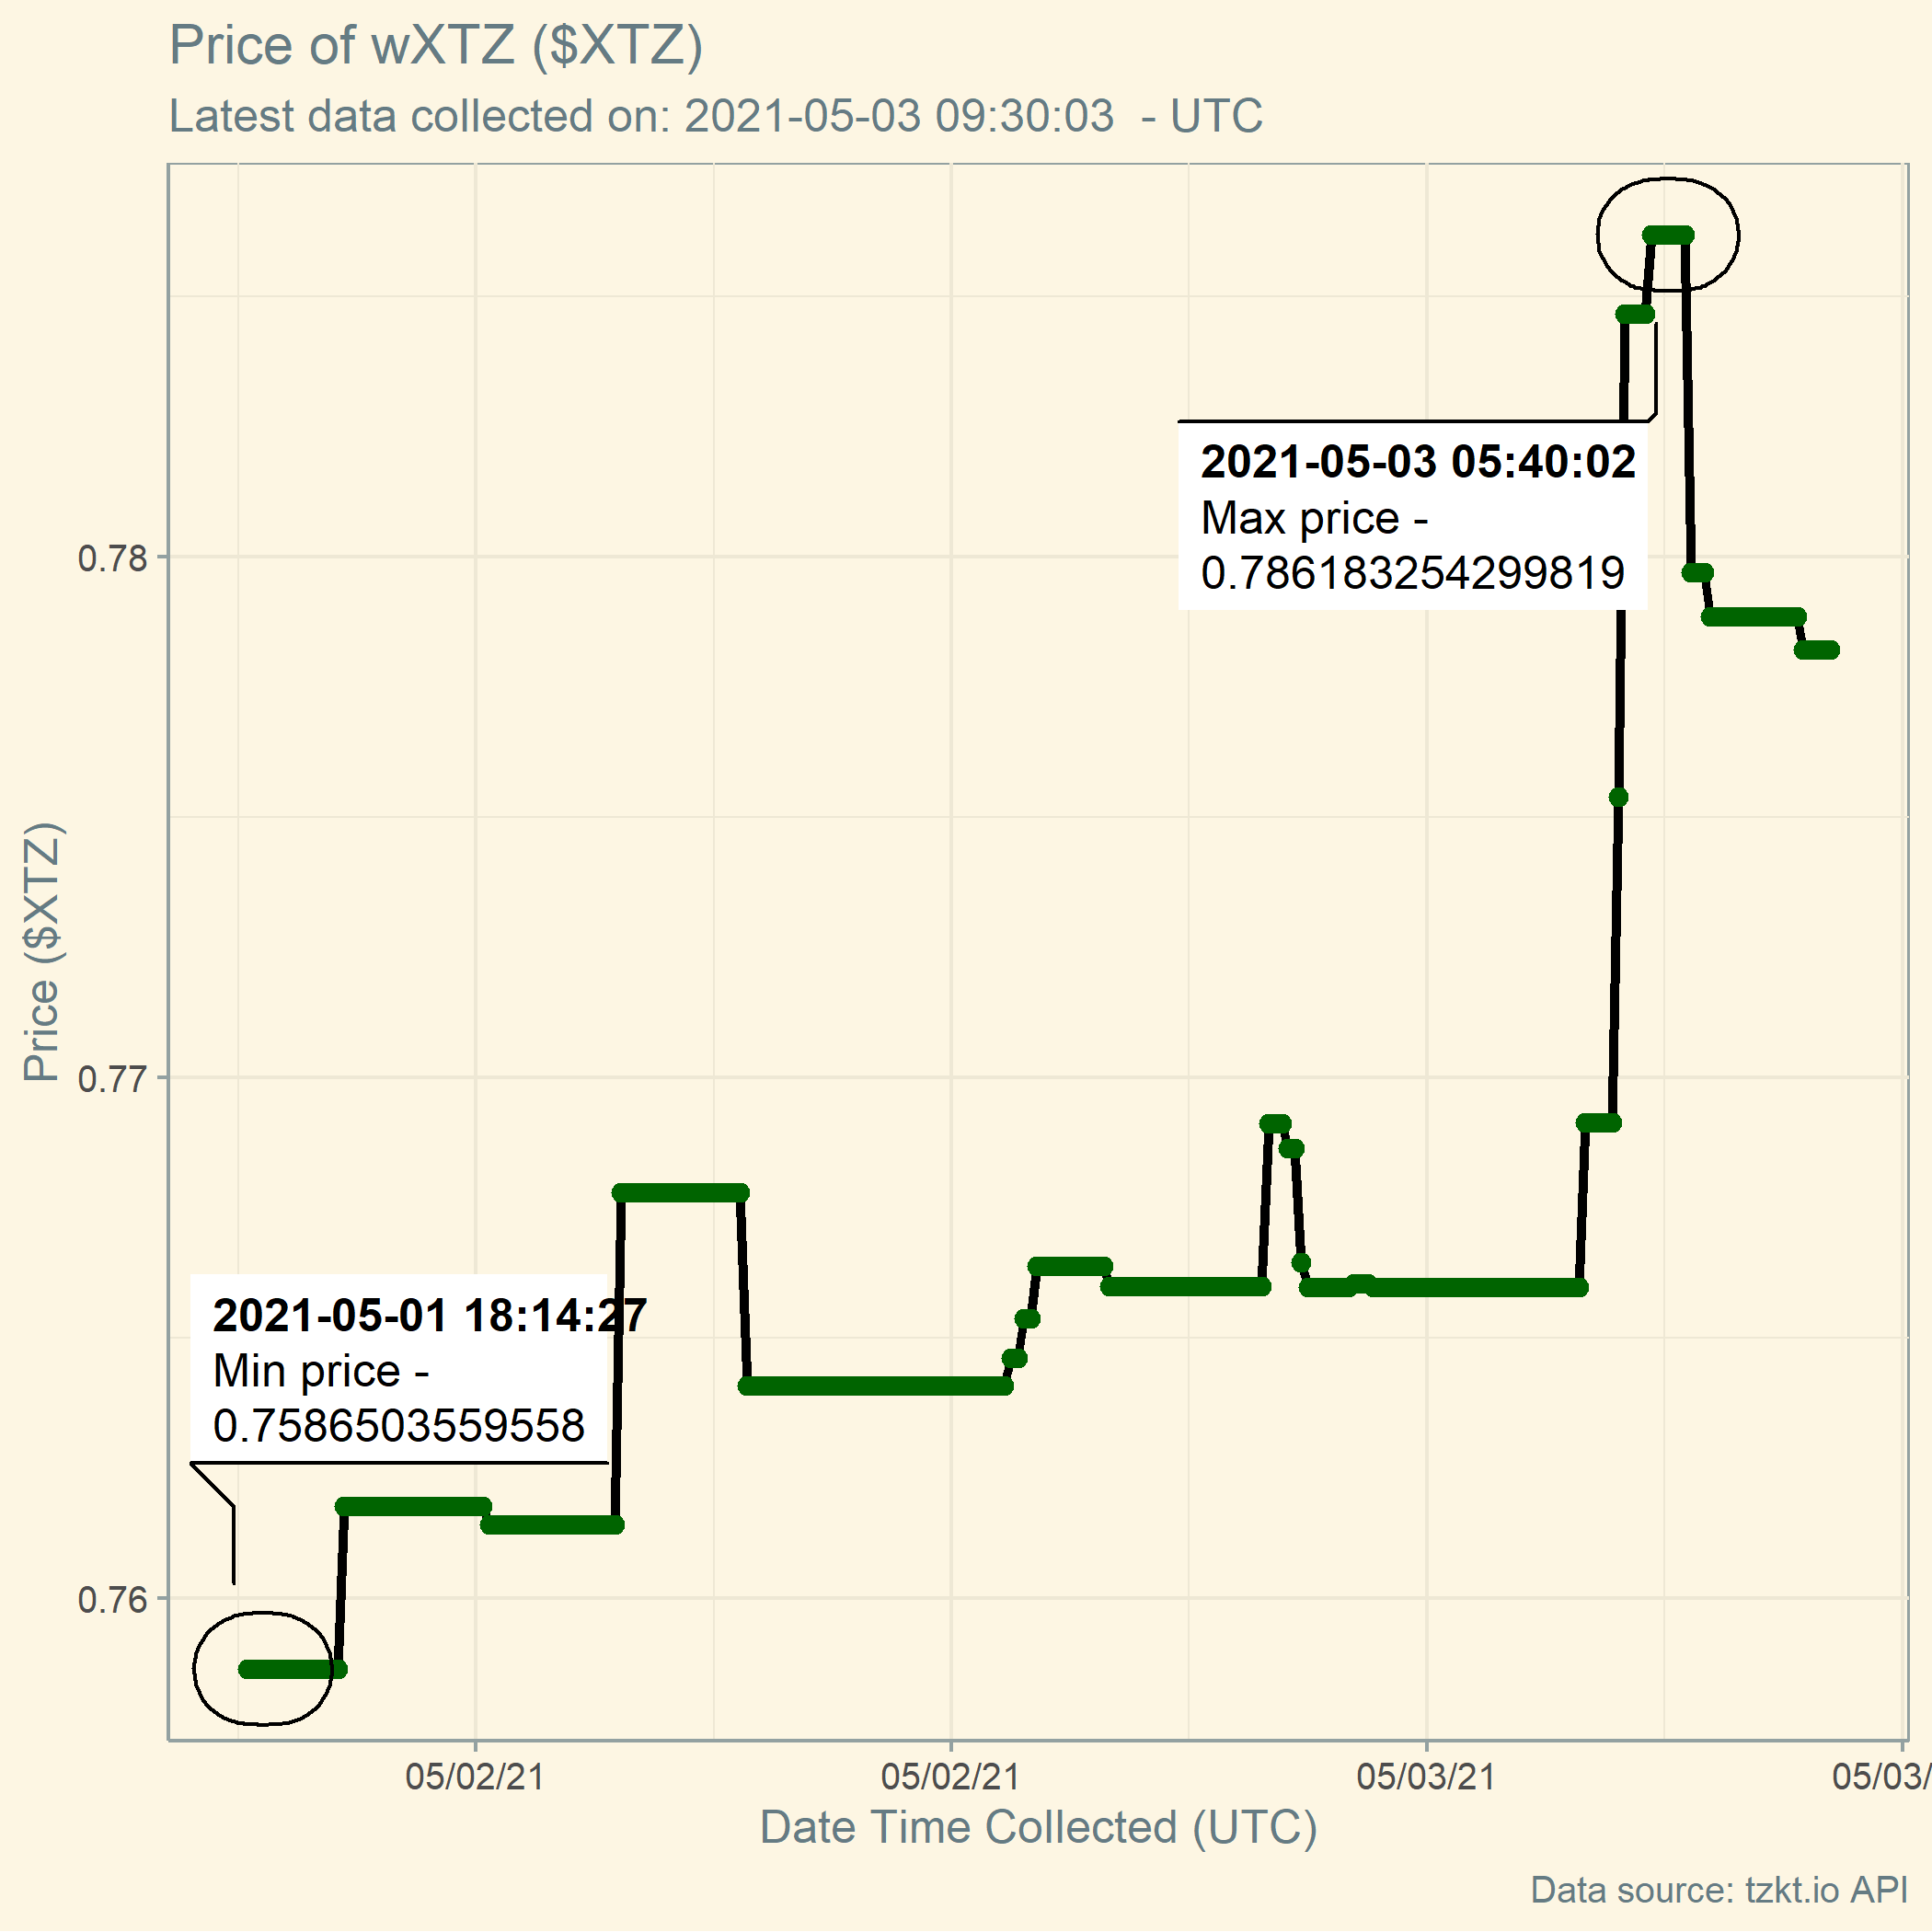 Price of wXTZ ($XTZ)
Latest data collected on: 2021-05-03 09:30:03  - UTC
2021-05-03 05:40:02
Max price -
0.786183254299819
0.78
Price ($XTZ)
0.77
2021-05-01 18:14:27
Min price -
0.7586503559558
0.76
05/02/21 05/02/21 05/03/21 05/03/
Date Time Collected (UTC)
Data source: tzkt.io API